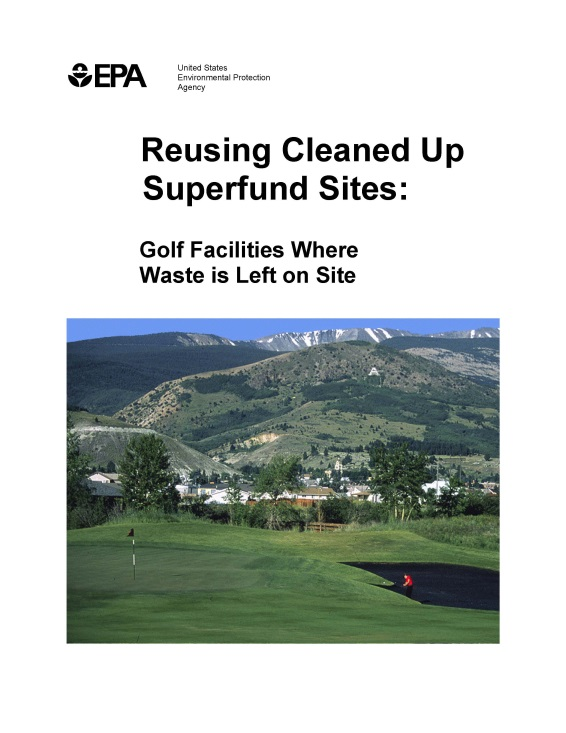 EPA
United States
Environmental Protection
Agency
Reusing Cleaned Up
Superfund Sites:
Golf Facilities Where
Waste is Left on Site